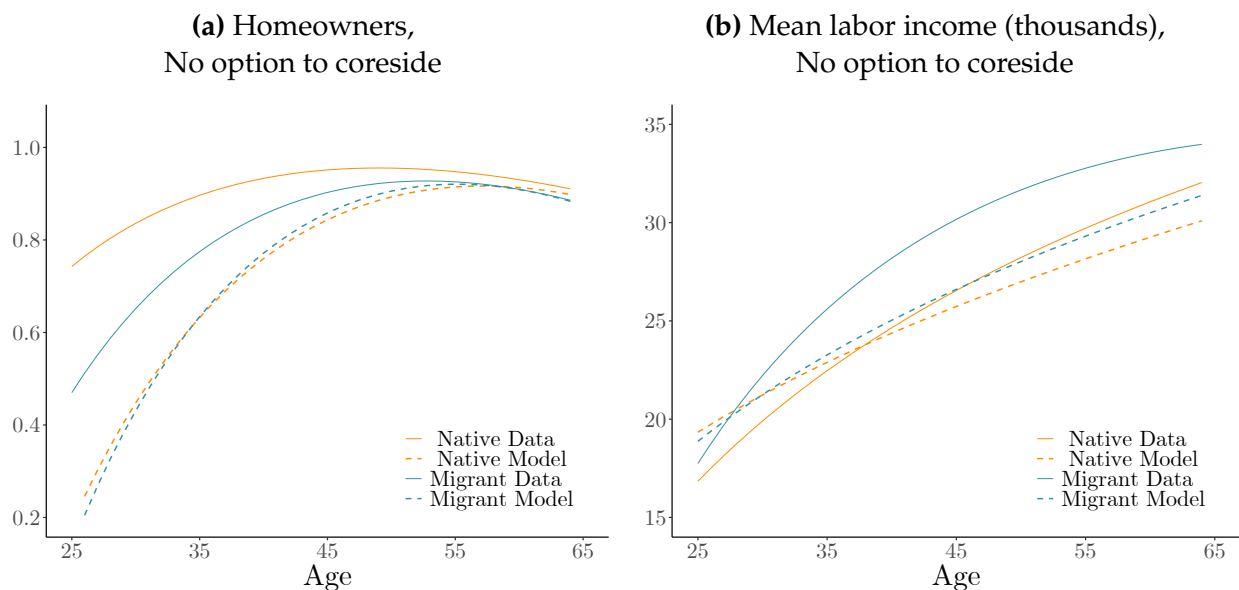 (a) Homeowners,
No option to coreside
1.0
0.8
0.6
0.4
0.2
Native Data
Native Model
Migrant Data
Migrant Model
25 35 45 55 65
Age
(b) Mean labor income (thousands),
No option to coreside
35
30
25
20
15
Native Data
Native Model
Migrant Data
Migrant Model
25 35 45 55 65
Age